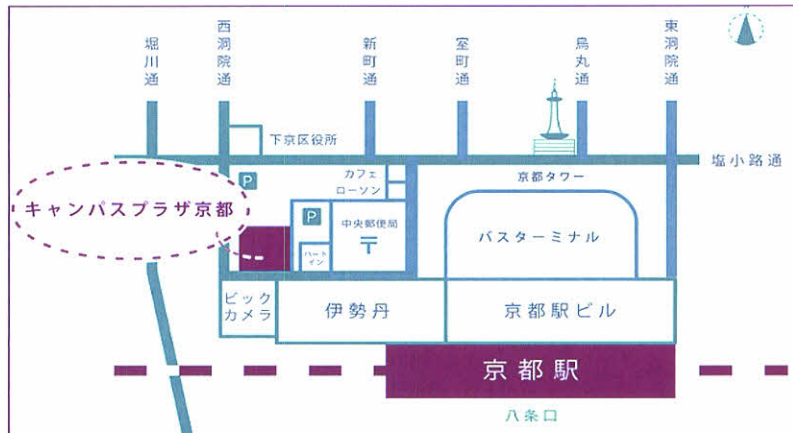 堀川通
西洞院通
新町通
室町通
烏丸通
東洞院通
下京区役所
塩小路通
P
カフェ
ローソン
京都タワー
キャンパスプラザ京都
P
中央郵便局
〒
バスターミナル
ハート
イン
ビック
カメラ
伊勢丹
京都駅ビル
京都駅
八条口